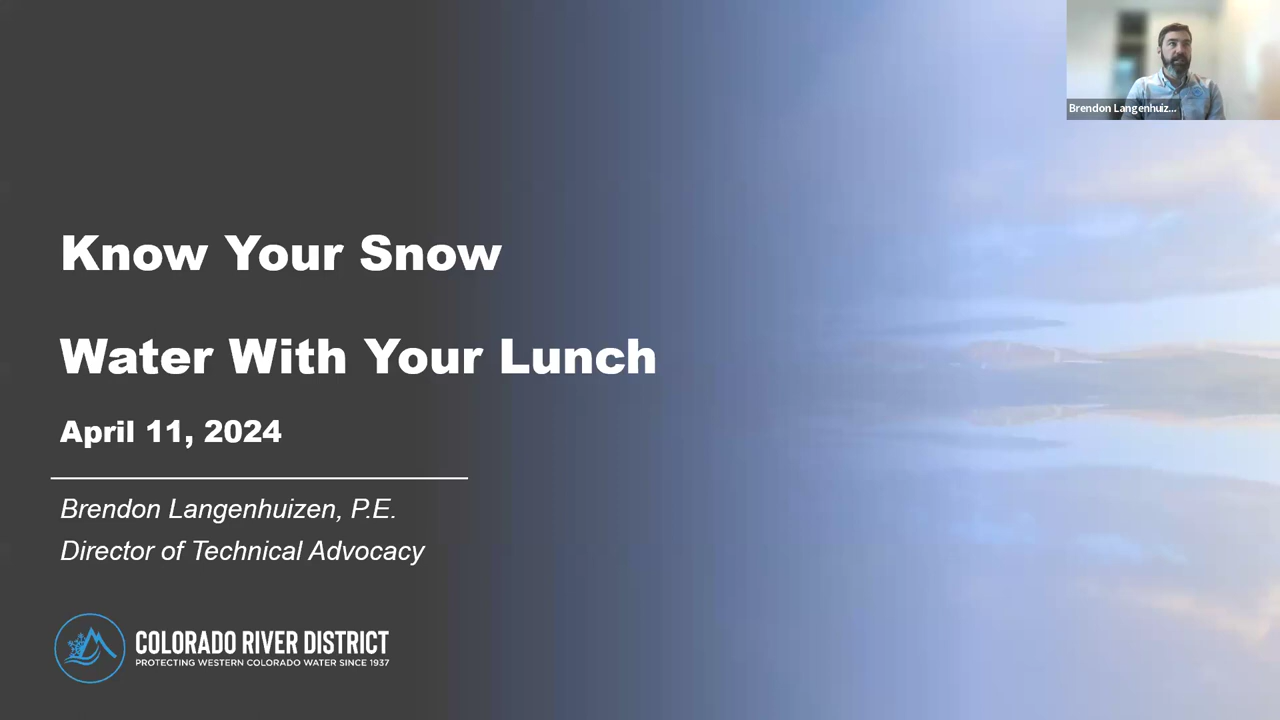 Brendon Langenhuiz...
Know Your Snow
Water With Your Lunch
April 11, 2024
Brendon Langenhuizen, P.E.
Director of Technical Advocacy
COLORADO RIVER DISTRICT
PROTECTING WESTERN COLORADO WATER SINCE 1937